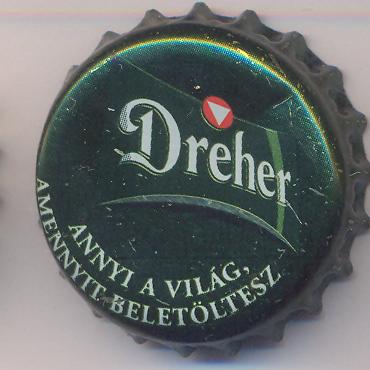 Dreher
ANNYI A VILÁG,
AMENNYIT BELETÖLTESZ